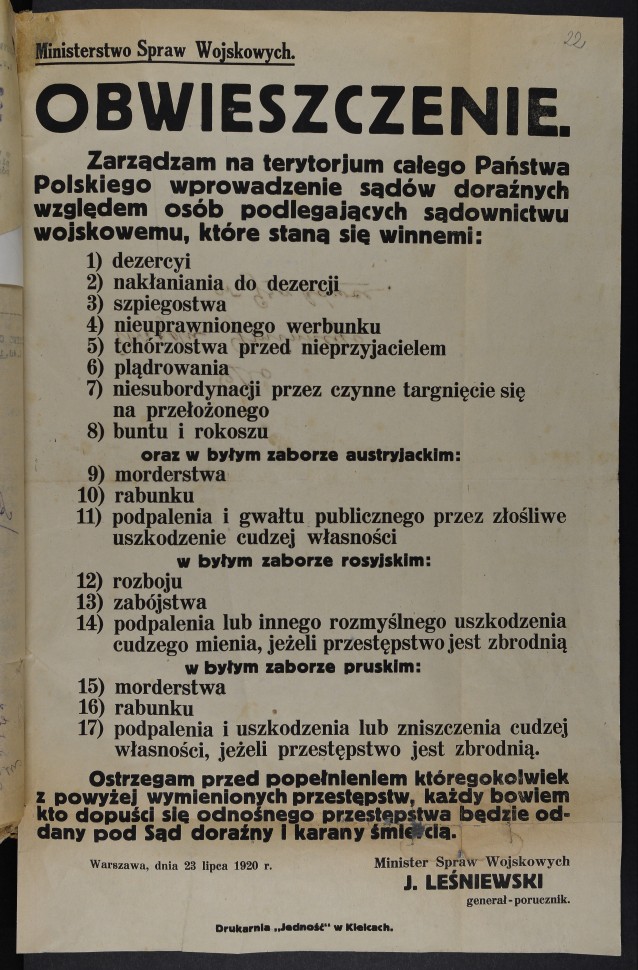 22
Ministerstwo Spraw Wojskowych.
OBWIESZCZENIE.
Zarządzam na terytorjum całego Państwa
Polskiego wprowadzenie sądów doraźnych
względem osób podlegających sądownictwu
wojskowemu, które staną się winnemi:
1) dezercyi
2) nakłaniania do dezercji
3) szpiegostwa
4) nieuprawnionego werbunku
5) tchórzostwa przed nieprzyjacielem
6) plądrowania
7) niesubordynacji przez czynne targnięcie się
na przełożonego
8) buntu i rokoszu
oraz w byłym zaborze austryjackim:
9) morderstwa
10) rabunku
11) podpalenia i gwałtu publicznego przez złośliwe
uszkodzenie cudzej własności
w byłym zaborze rosyjskim:
12) rozboju
13) zabójstwa
14) podpalenia lub innego rozmyślnego uszkodzenia
cudzego mienia, jeżeli przestępstwo jest zbrodnią
w byłym zaborze pruskim:
15) morderstwa
16) rabunku
17) podpalenia i uszkodzenia lub zniszczenia cudzej
własności, jeżeli przestępstwo jest zbrodnią.
Ostrzegam przed popełnieniem któregokolwiek
z powyżej wymienionych przestępstw, każdy bowiem
kto dopuści się odnośnego przestępstwa będzie od-
dany pod Sąd doraźny i karany śmiercią.
Warszawa, dnia 23 lipca 1920 r.
Minister Spraw Wojskowych
J. LEŚNIEWSKI
generał-porucznik.
Drukarnia „Jedność" w Kielcach.